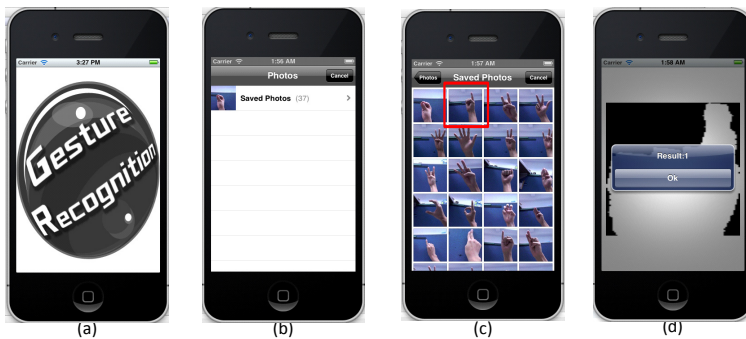 Carrier 3:27 PM
Gesture
Recognition
(a)
Carrier 1:56 AM
Photos Cancel
Saved Photos (37)
(b)
Carrier 1:57 AM
Photos Saved Photos Cancel
(c)
Carrier 1:58 AM
Result:1
Ok
(d)